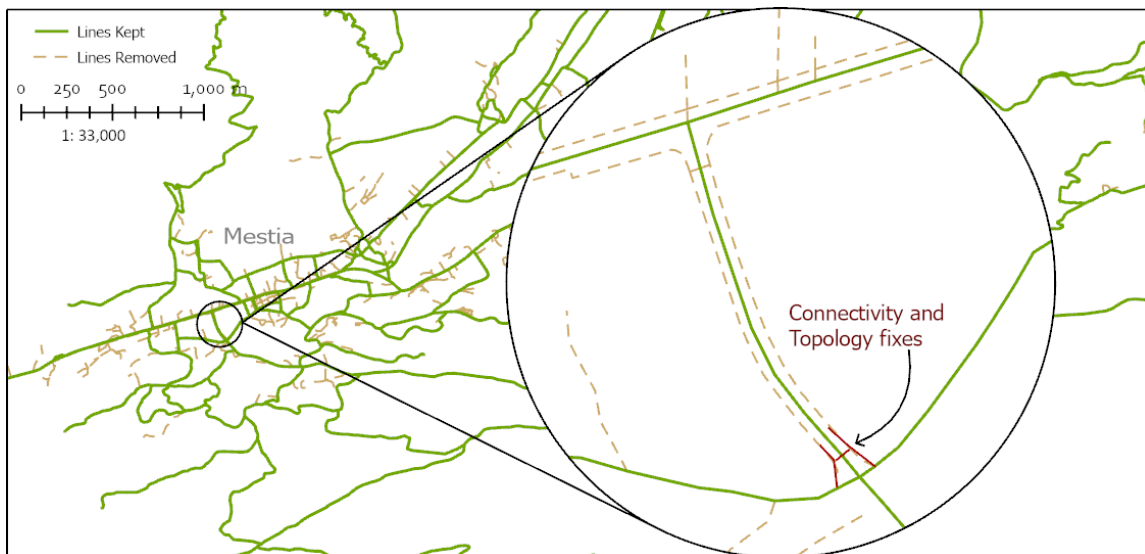 Lines Kept
Lines Removed
0 250 500 1,000 m
1: 33,000
Mestia
Connectivity and
Topology fixes